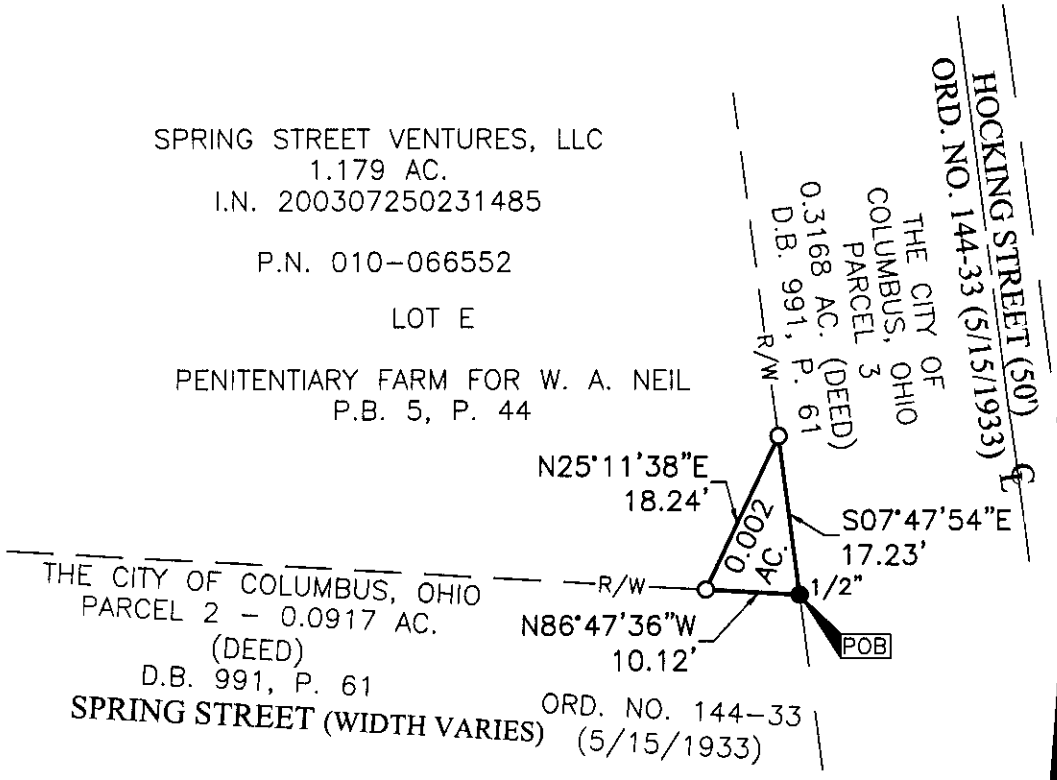 SPRING STREET VENTURES, LLC
1.179 AC.
I.N. 200307250231485
P.N. 010-066552
LOT E
PENITENTIARY FARM FOR W. A. NEIL
P.B. 5, P. 44
HOCKING STREET (50')
ORD. NO. 144-33 (5/15/1933)
℄
THE CITY OF
COLUMBUS, OHIO
PARCEL 3
0.3168 AC. (DEED)
D.B. 991, P. 61
R/W
N25°11'38"E
18.24'
0.002
AC.
S07°47'54"E
17.23'
1/2"
POB
R/W
N86°47'36"W
10.12'
THE CITY OF COLUMBUS, OHIO
PARCEL 2 - 0.0917 AC.
(DEED)
D.B. 991, P. 61
SPRING STREET (WIDTH VARIES)
ORD. NO. 144-33
(5/15/1933)